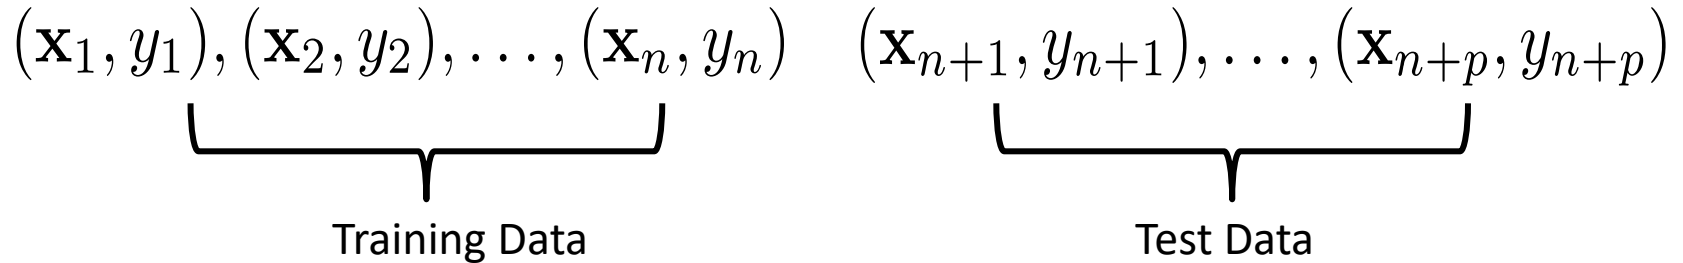 (x₁, y₁), (x₂, y₂), . . . , (xₙ, yₙ) (xₙ₊₁, yₙ₊₁), . . . , (xₙ₊ₚ, yₙ₊ₚ)
Training Data Test Data